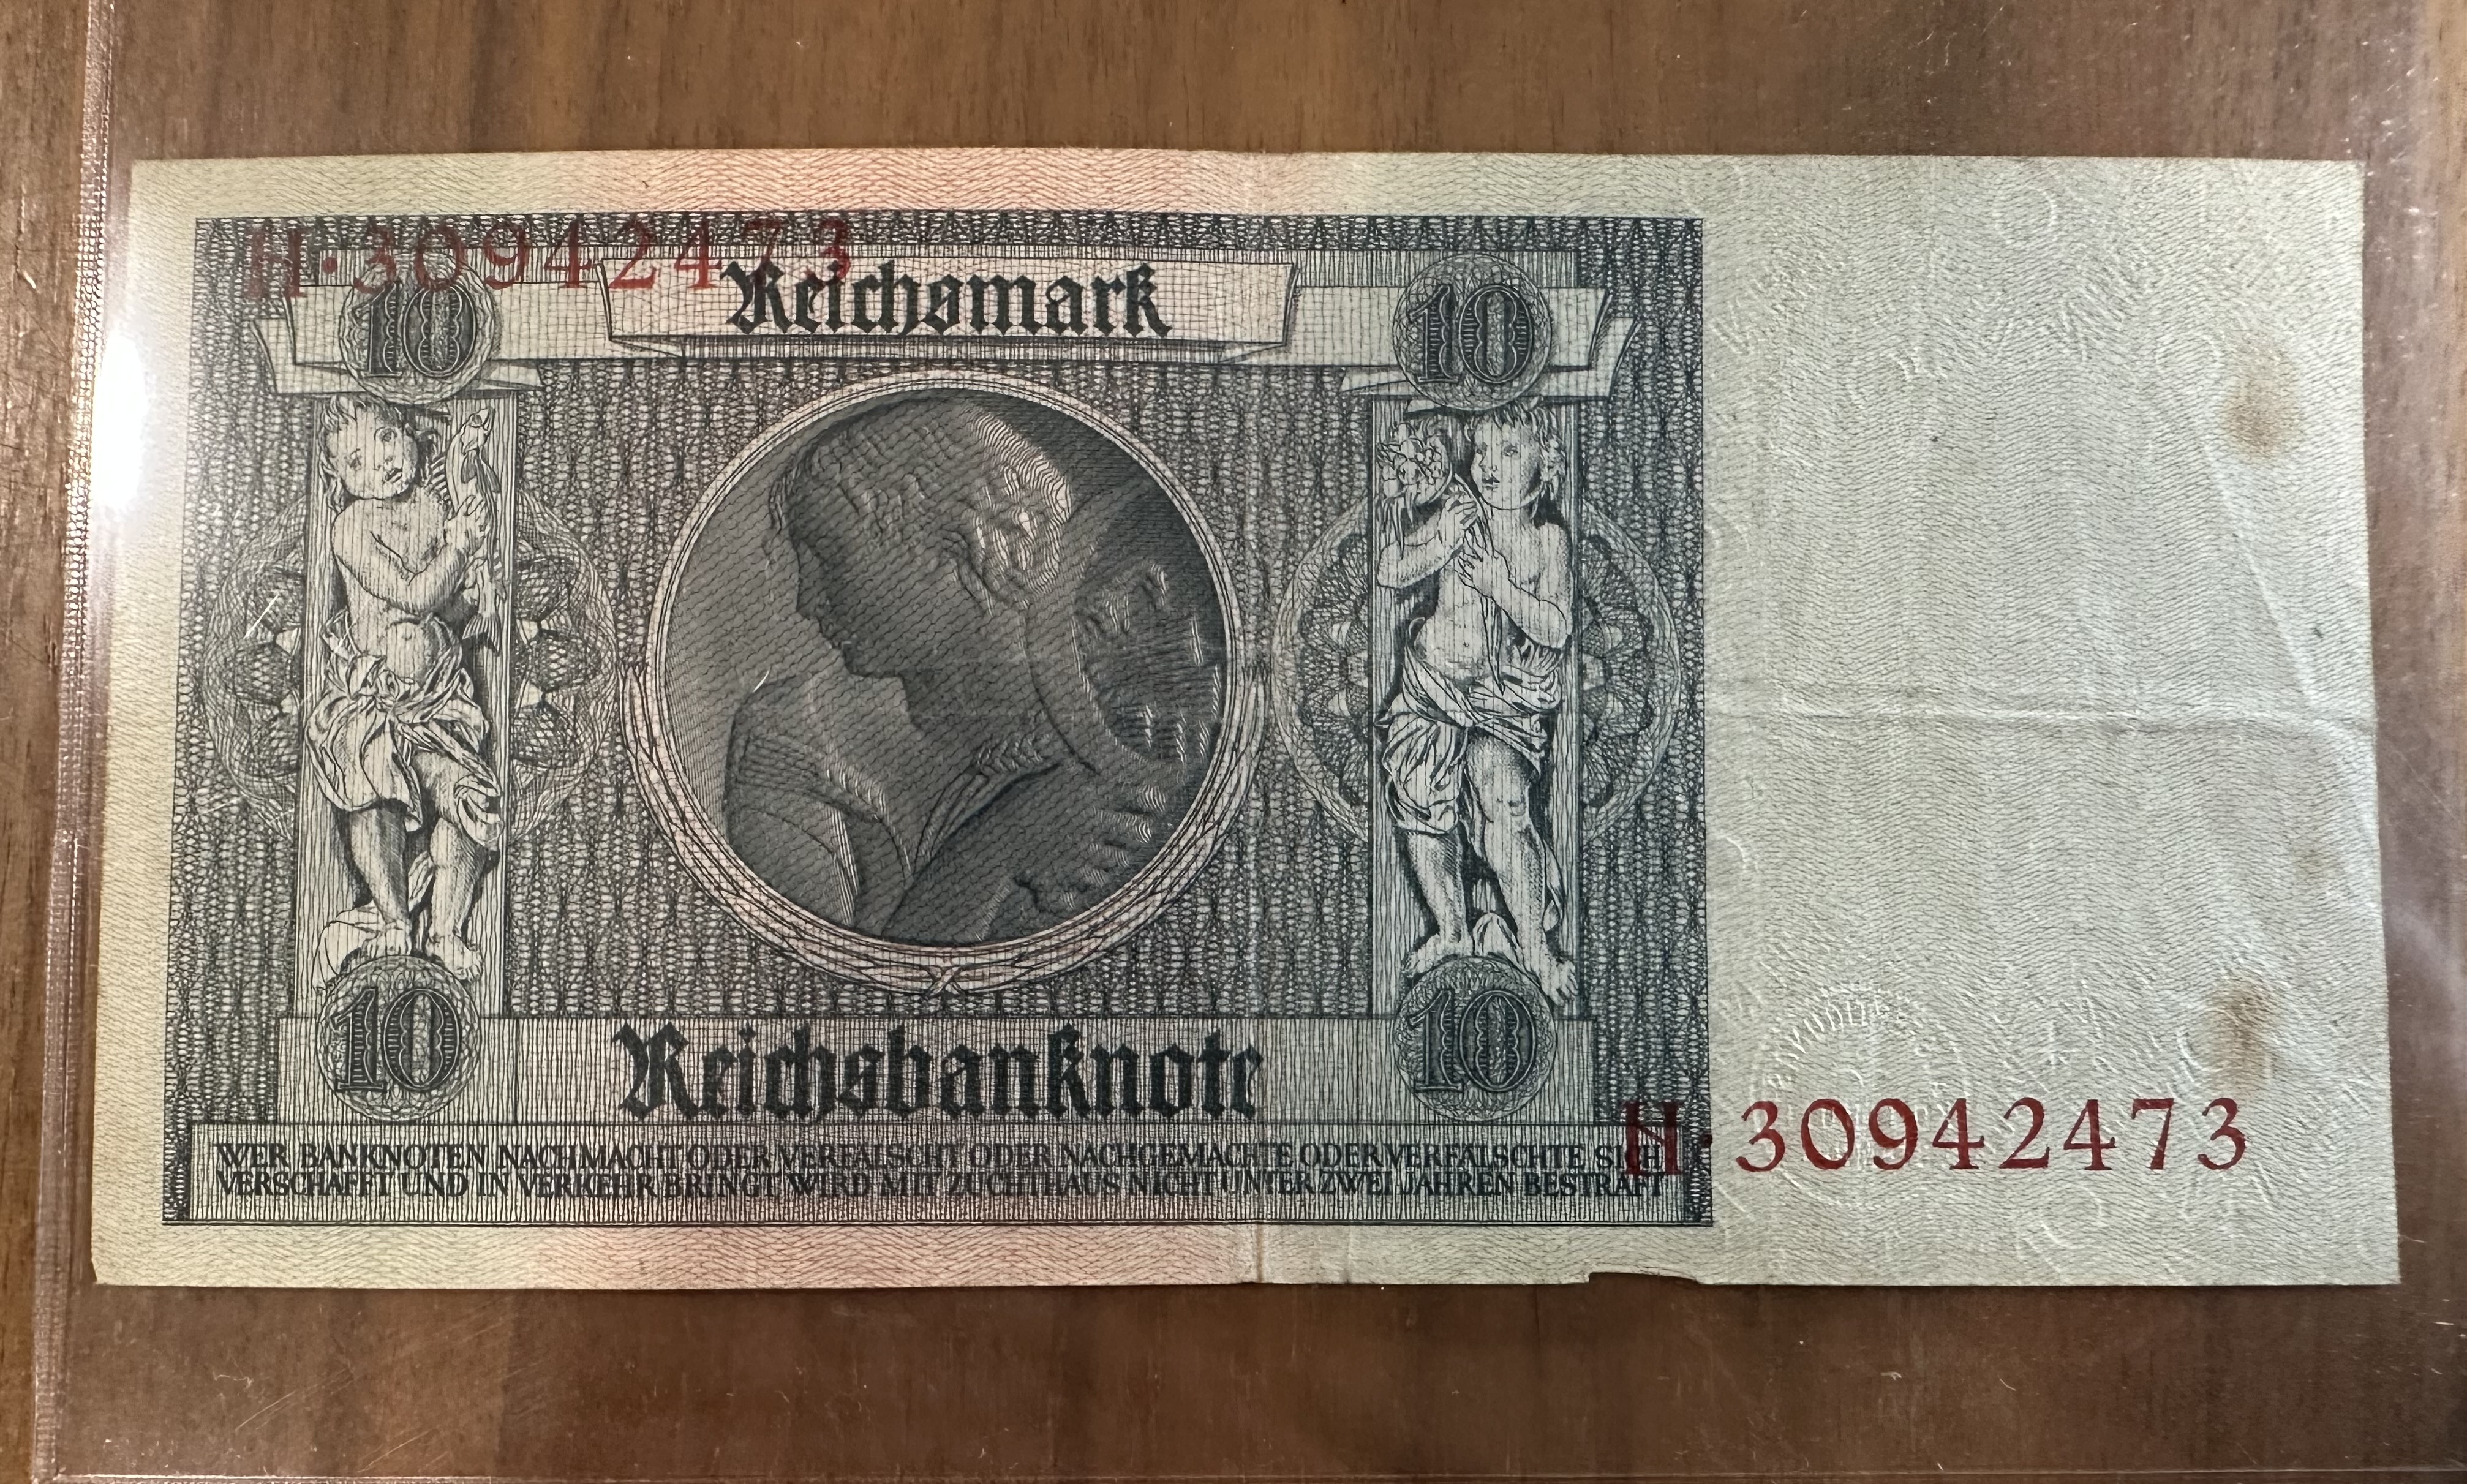 H·30942473
10 Reichsmark 10
10 Reichsbanknote 10
H·30942473
WER BANKNOTEN NACHMACHT ODER VERFÄLSCHT ODER NACHGEMACHTE ODER VERFÄLSCHTE SICH
VERSCHAFFT UND IN VERKEHR BRINGT, WIRD MIT ZUCHTHAUS NICHT UNTER ZWEI JAHREN BESTRAFT